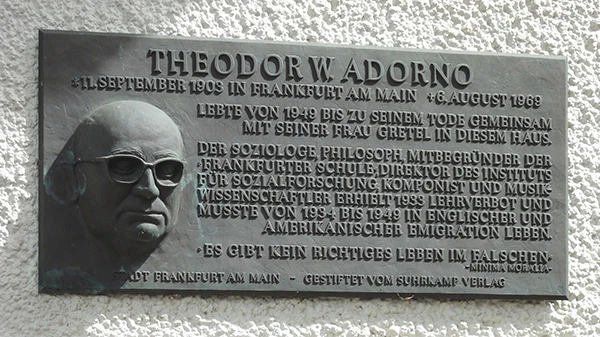 THEODOR W. ADORNO
*11. SEPTEMBER 1903 IN FRANKFURT AM MAIN +6. AUGUST 1969
LEBTE VON 1949 BIS ZU SEINEM TODE GEMEINSAM
MIT SEINER FRAU GRETEL IN DIESEM HAUS.
DER SOZIOLOGE, PHILOSOPH, MITBEGRÜNDER DER
›FRANKFURTER SCHULE‹, DIREKTOR DES INSTITUTS
FÜR SOZIALFORSCHUNG, KOMPONIST UND MUSIK-
WISSENSCHAFTLER ERHIELT 1933 LEHRVERBOT UND
MUSSTE VON 1934 BIS 1949 IN ENGLISCHER UND
AMERIKANISCHER EMIGRATION LEBEN.
›ES GIBT KEIN RICHTIGES LEBEN IM FALSCHEN‹
-MINIMA MORALIA-
STADT FRANKFURT AM MAIN - GESTIFTET VOM SUHRKAMP VERLAG